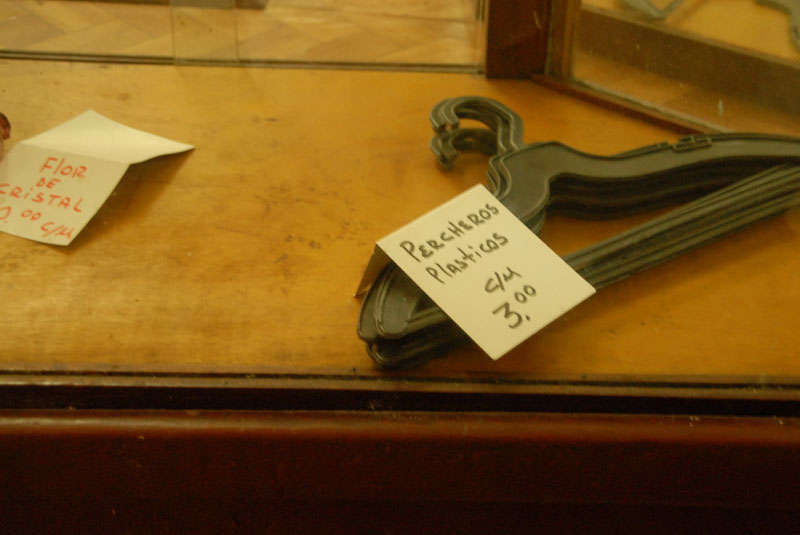 Flor
DE
CRISTAL
c/u
PERCHEROS
Plasticos
c/u
3.00